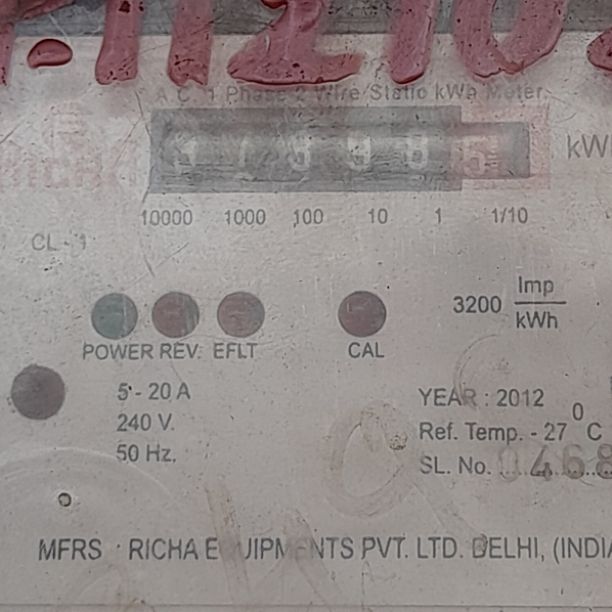 A.C. 1 Phase 2 Wire Static kWh Meter
10000 1000 100 10 1 1/10
CL - 1
3200 Imp/kWh
POWER REV. EFLT CAL
5 - 20 A
240 V.
50 Hz.
YEAR : 2012
Ref. Temp. - 27 0 C
SL. No. 0468
MFRS : RICHA EQUIPMENTS PVT. LTD. DELHI, (INDIA